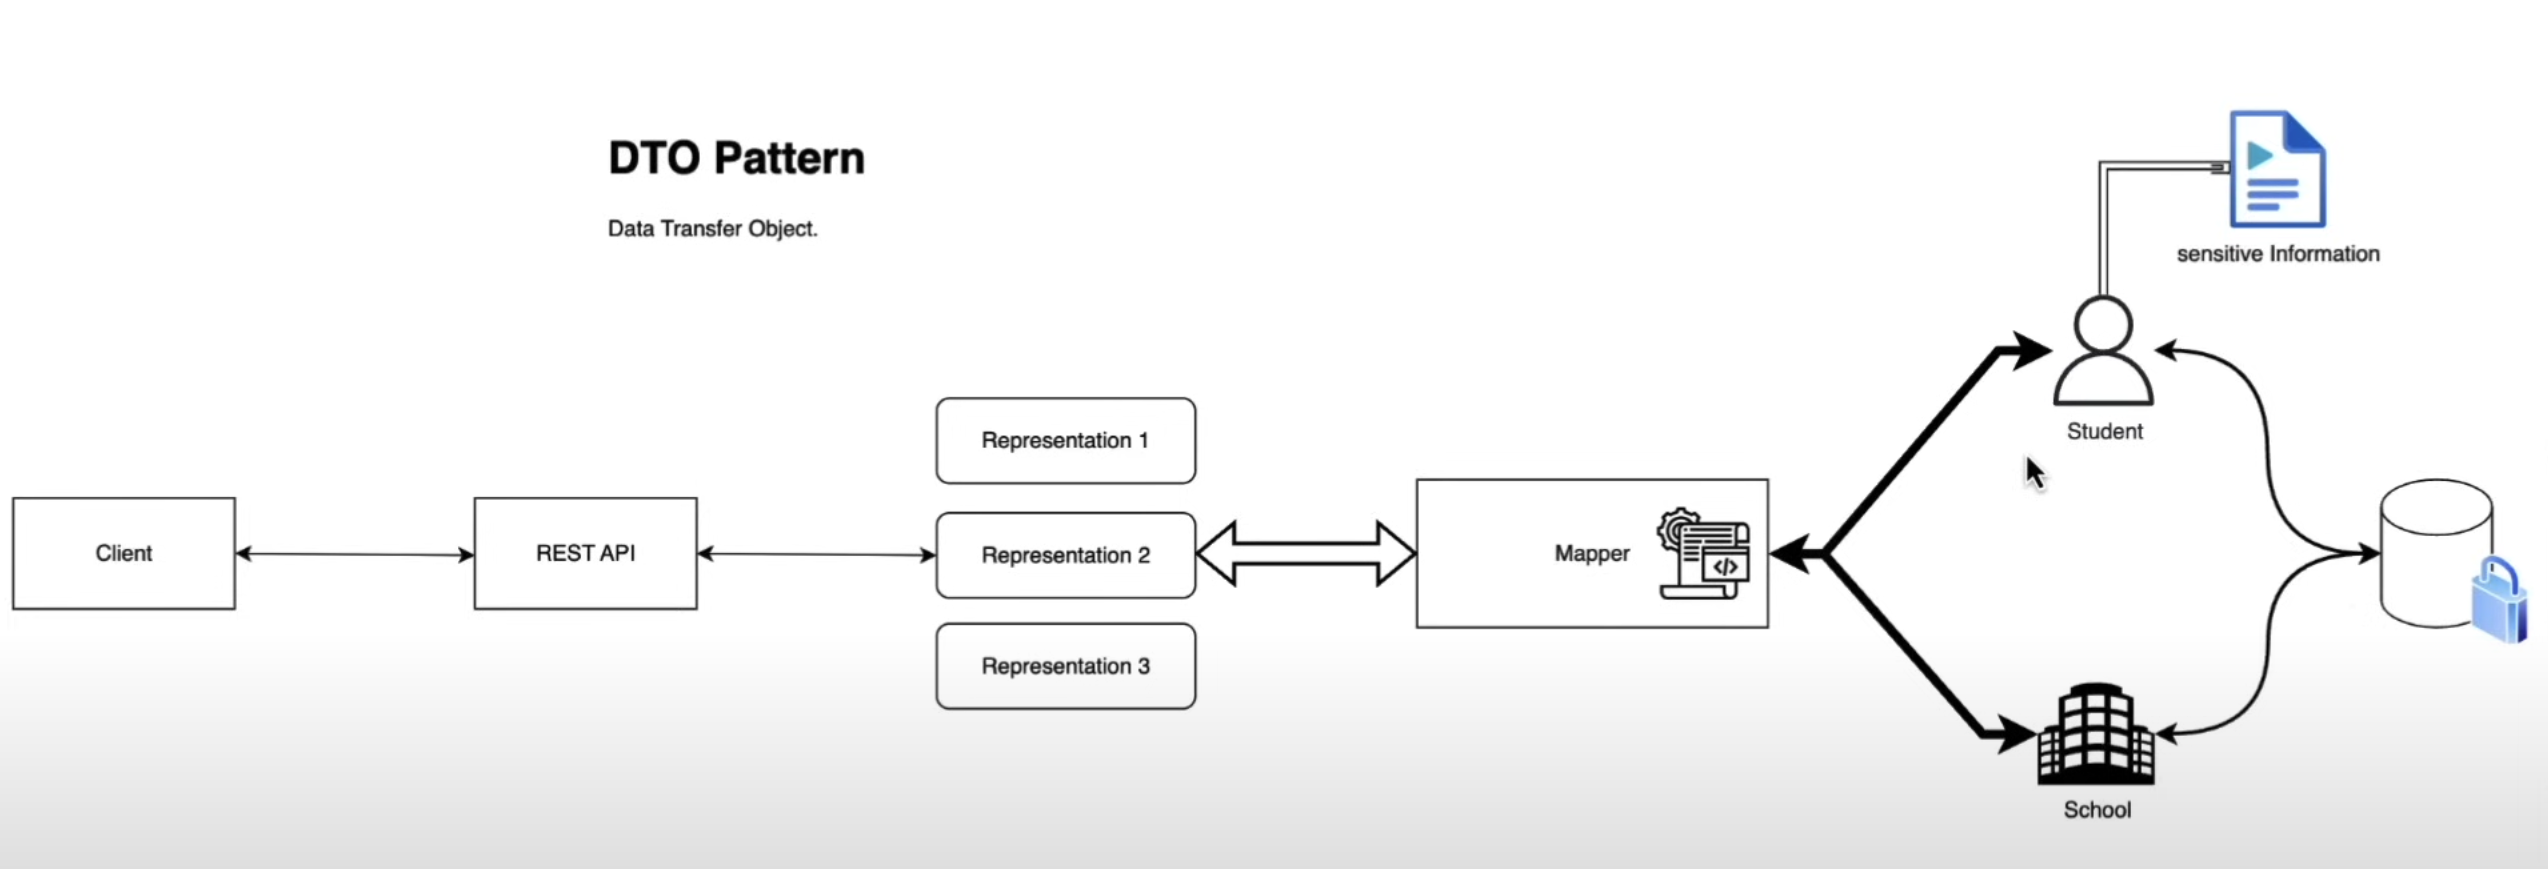 DTO Pattern
Data Transfer Object.
sensitive Information
Student
Representation 1
Client
REST API
Representation 2
Mapper
</>
Representation 3
School